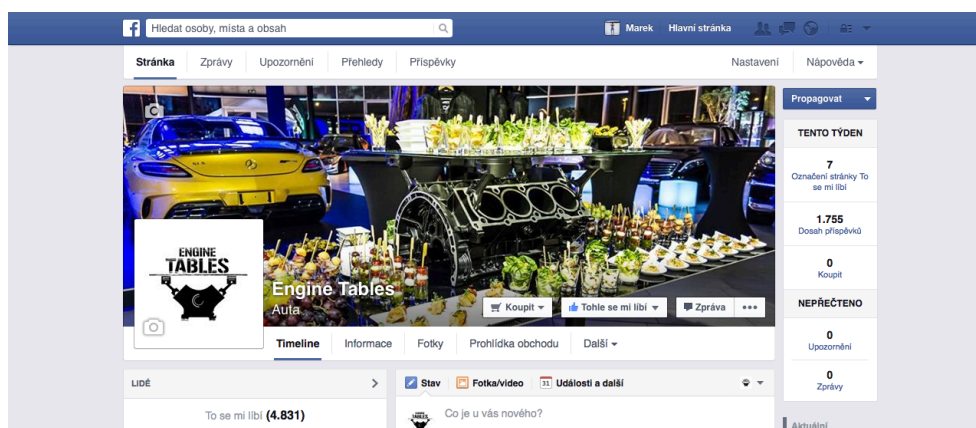 Hledat osoby, místa a obsah
Marek Hlavní stránka
Stránka Zprávy Upozornění Přehledy Příspěvky Nastavení Nápověda
ENGINE
TABLES
Engine Tables
Auta
Koupit Tohle se mi líbí Zpráva
Timeline Informace Fotky Prohlídka obchodu Další
Propagovat
TENTO TÝDEN
7
Označení stránky To
se mi líbí
1.755
Dosah příspěvků
0
Koupit
NEPŘEČTENO
0
Upozornění
0
Zprávy
Aktuální
LIDÉ
To se mi líbí (4.831)
Stav Fotka/video 31 Události a další
Co je u vás nového?